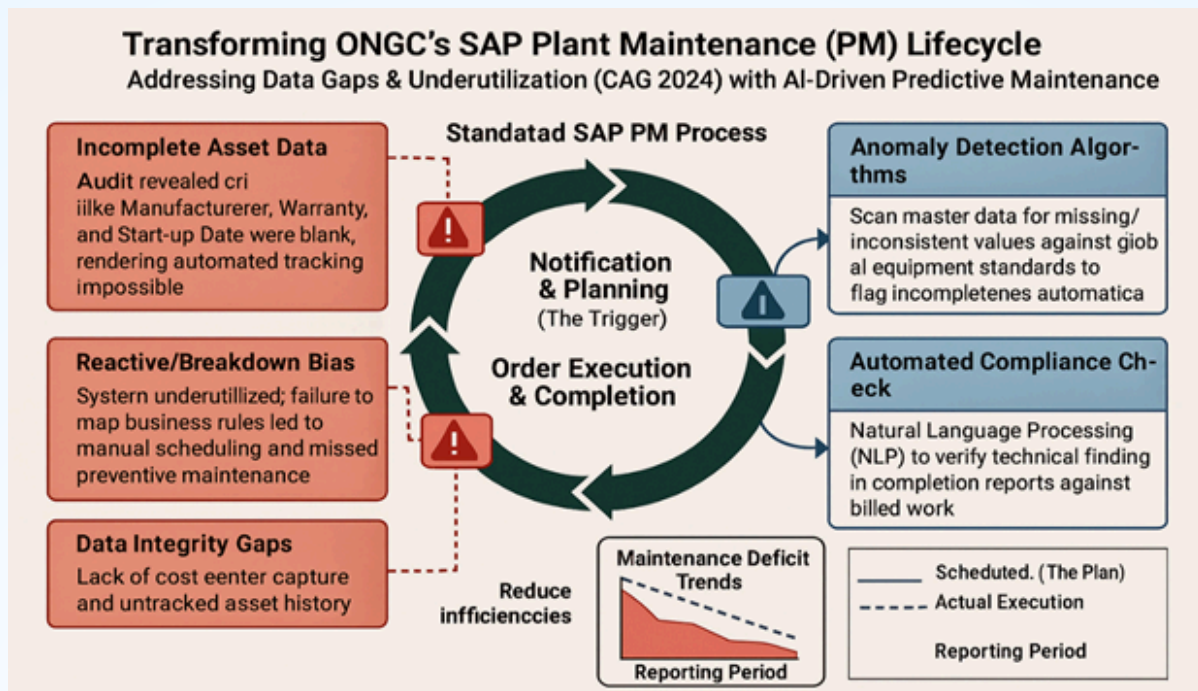 Transforming ONGC's SAP Plant Maintenance (PM) Lifecycle
Addressing Data Gaps & Underutilization (CAG 2024) with AI-Driven Predictive Maintenance
Incomplete Asset Data
Audit revealed cri
iilke Manufacturerer, Warranty,
and Start-up Date were blank,
rendering automated tracking
impossible
Reactive/Breakdown Bias
Systern underutillized; failure to
map business rules led to
manual scheduling and missed
preventive maintenance
Data Integrity Gaps
Lack of cost eenter capture
and untracked asset history
Standatad SAP PM Process
Notification
& Planning
(The Trigger)
Order Execution
& Completion
Reduce
infficienccies
Maintenance Deficit
Trends
Reporting Period
Anomaly Detection Algor-
thms
Scan master data for missing/
inconsistent values against giob
al equipment standards to
flag incompletenes automatica
Automated Compliance Ch-
eck
Natural Language Processing
(NLP) to verify technical finding
in completion reports against
billed work
Scheduted. (The Plan)
Actual Execution
Reporting Period